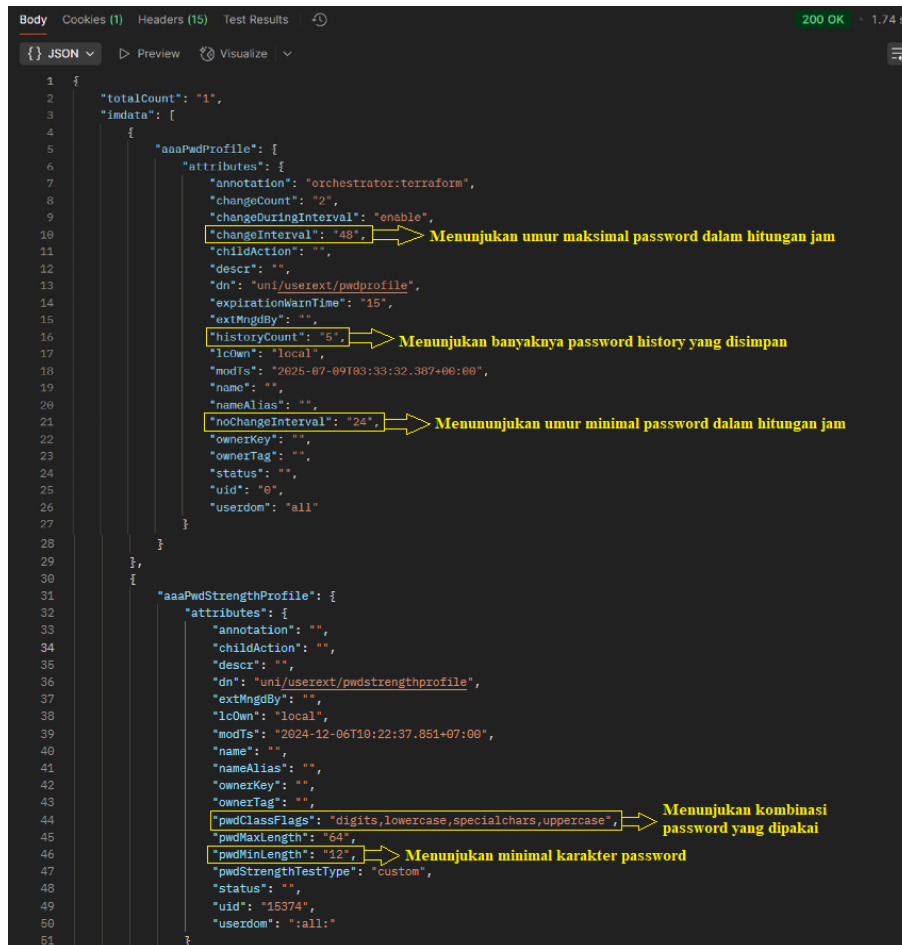 Body Cookies (1) Headers (15) Test Results 200 OK 1.74 s
{} JSON Preview Visualize
1 {
2 "totalCount": "1",
3 "imdata": [
4 {
5 "aaaPwdProfile": {
6 "attributes": {
7 "annotation": "orchestrator:terraform",
8 "changeCount": "2",
9 "changeDuringInterval": "enable",
10 "changeInterval": "48", Menunjukan umur maksimal password dalam hitungan jam
11 "childAction": "",
12 "descr": "",
13 "dn": "uni/userext/pwdprofile",
14 "expirationWarnTime": "15",
15 "extMngdBy": "",
16 "historyCount": "5", Menunjukan banyaknya password history yang disimpan
17 "lcOwn": "local",
18 "modTs": "2025-07-09T03:33:32.387+00:00",
19 "name": "",
20 "nameAlias": "",
21 "noChangeInterval": "24", Menununjukan umur minimal password dalam hitungan jam
22 "ownerKey": "",
23 "ownerTag": "",
24 "status": "",
25 "uid": "0",
26 "userdom": "all"
27 }
28 }
29 },
30 {
31 "aaaPwdStrengthProfile": {
32 "attributes": {
33 "annotation": "",
34 "childAction": "",
35 "descr": "",
36 "dn": "uni/userext/pwdstrengthprofile",
37 "extMngdBy": "",
38 "lcOwn": "local",
39 "modTs": "2024-12-06T10:22:37.851+07:00",
40 "name": "",
41 "nameAlias": "",
42 "ownerKey": "",
43 "ownerTag": "",
44 "pwdClassFlags": "digits,lowercase,specialchars,uppercase", Menunjukan kombinasi
password yang dipakai
45 "pwdMaxLength": "64",
46 "pwdMinLength": "12", Menunjukan minimal karakter password
47 "pwdStrengthTestType": "custom",
48 "status": "",
49 "uid": "15374",
50 "userdom": ":all:"
51 }